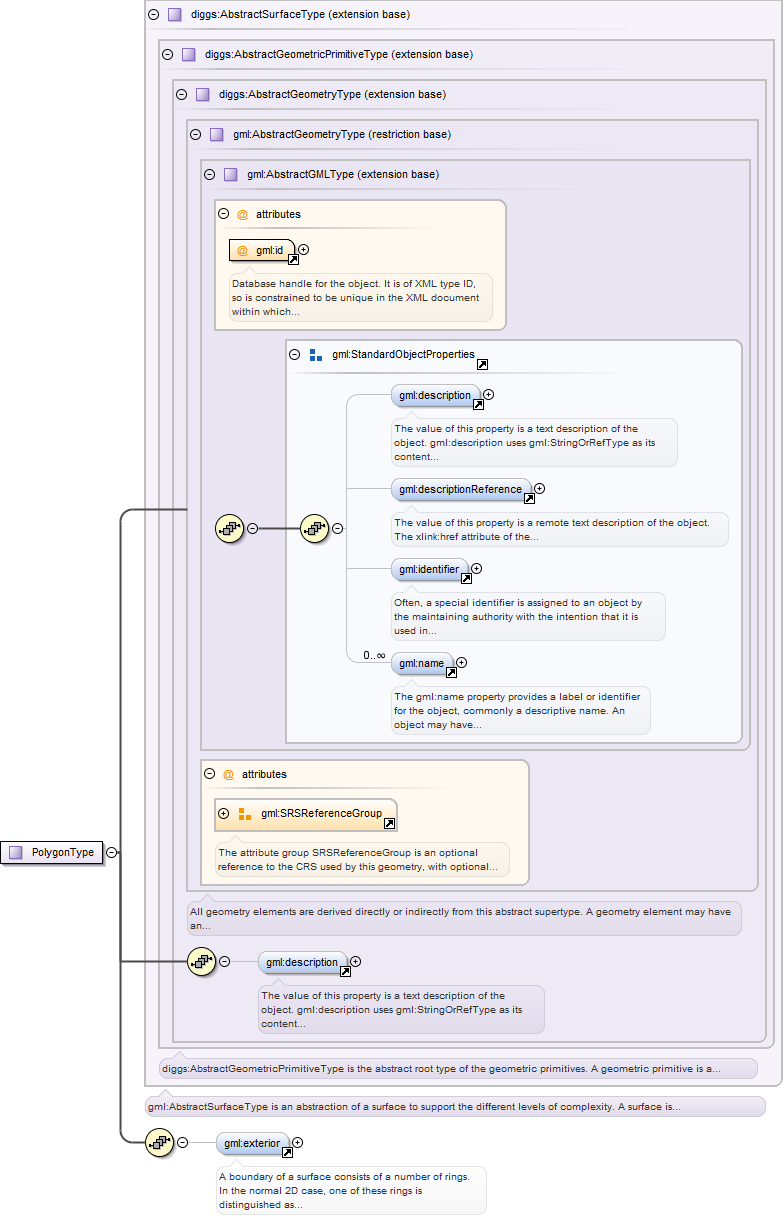 diggs:AbstractSurfaceType (extension base)
diggs:AbstractGeometricPrimitiveType (extension base)
diggs:AbstractGeometryType (extension base)
gml:AbstractGeometryType (restriction base)
gml:AbstractGMLType (extension base)
@ attributes
@ gml:id
Database handle for the object. It is of XML type ID,
so is constrained to be unique in the XML document
within which...
gml:StandardObjectProperties
gml:description
The value of this property is a text description of the
object. gml:description uses gml:StringOrRefType as its
content...
gml:descriptionReference
The value of this property is a remote text description of the object.
The xlink:href attribute of the...
gml:identifier
Often, a special identifier is assigned to an object by
the maintaining authority with the intention that it is
used in...
0..∞
gml:name
The gml:name property provides a label or identifier
for the object, commonly a descriptive name. An
object may have...
@ attributes
gml:SRSReferenceGroup
The attribute group SRSReferenceGroup is an optional
reference to the CRS used by this geometry, with optional...
PolygonType
All geometry elements are derived directly or indirectly from this abstract supertype. A geometry element may have
an...
gml:description
The value of this property is a text description of the
object. gml:description uses gml:StringOrRefType as its
content...
diggs:AbstractGeometricPrimitiveType is the abstract root type of the geometric primitives. A geometric primitive is a...
gml:AbstractSurfaceType is an abstraction of a surface to support the different levels of complexity. A surface is...
gml:exterior
A boundary of a surface consists of a number of rings.
In the normal 2D case, one of these rings is
distinguished as...